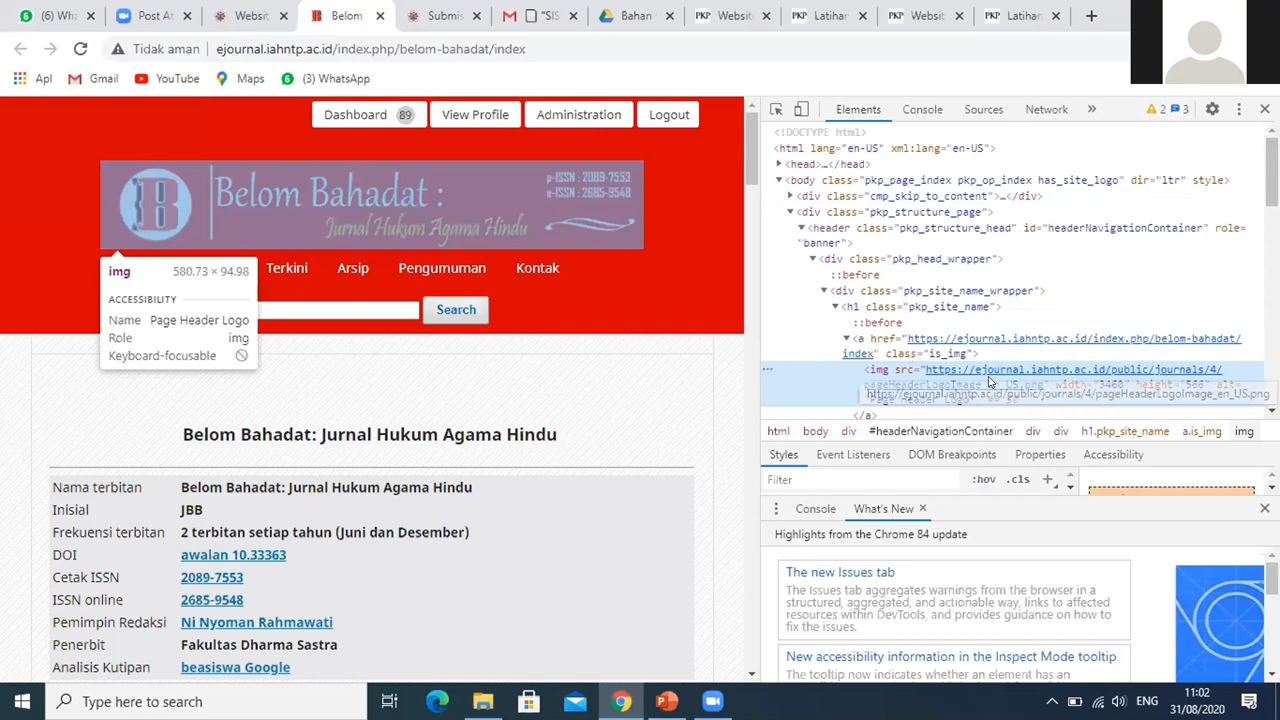 (3) Wha
Post At
Websit
Belom
Submis
"SIS
Bahan
Website
Latihan
Websit
Latihan
Tidak aman
ejournal.iahntp.ac.id/index.php/belom-bahadat/index
Apl
Gmail
YouTube
Maps
(3) WhatsApp
Dashboard 89
View Profile
Administration
Logout
B
Belom Bahadat :
Jurnal Hukum Agama Hindu
p-ISSN : 2089-7553
e-ISSN : 2685-9548
img 580.73 × 94.98
ACCESSIBILITY
Name Page Header Logo
Role img
Keyboard-focusable
Terkini
Arsip
Pengumuman
Kontak
Search
Belom Bahadat: Jurnal Hukum Agama Hindu
Nama terbitan Belom Bahadat: Jurnal Hukum Agama Hindu
Inisial JBB
Frekuensi terbitan 2 terbitan setiap tahun (Juni dan Desember)
DOI awalan 10.33363
Cetak ISSN 2089-7553
ISSN online 2685-9548
Pemimpin Redaksi Ni Nyoman Rahmawati
Penerbit Fakultas Dharma Sastra
Analisis Kutipan beasiswa Google
Elements Console Sources Network » 2 3
<!DOCTYPE html>
<html lang="en-US" xml:lang="en-US">
<head>…</head>
<body class="pkp_page_index pkp_op_index has_site_logo" dir="ltr" style>
<div class="cmp_skip_to_content">…</div>
<div class="pkp_structure_page">
<header class="pkp_structure_head" id="headerNavigationContainer" role=
"banner">
<div class="pkp_head_wrapper">
::before
<div class="pkp_site_name_wrapper">
<h1 class="pkp_site_name">
::before
<a href="https://ejournal.iahntp.ac.id/index.php/belom-bahadat/
index" class="is_img">
<img src="https://ejournal.iahntp.ac.id/public/journals/4/
https://ejournal.iahntp.ac.id/public/journals/4/pageHeaderLogoImage_en_US.png
</a>
html body div #headerNavigationContainer div div h1.pkp_site_name a.is_img img
Styles Event Listeners DOM Breakpoints Properties Accessibility
Filter :hov .cls +
Console What's New ×
Highlights from the Chrome 84 update
The new Issues tab
The Issues tab aggregates warnings from the browser in a
structured, aggregated, and actionable way, links to affected
resources within DevTools, and provides guidance on how to
fix the issues.
New accessibility information in the Inspect Mode tooltip
The tooltip now indicates whether an element has an
Type here to search
ENG
11:02
31/08/2020